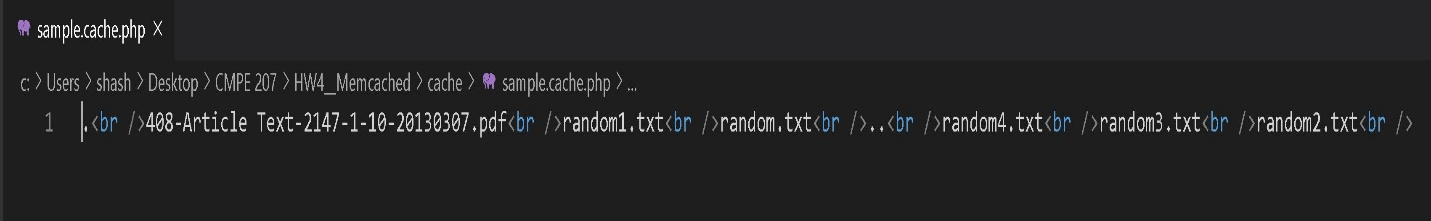 sample.cache.php ×
c: > Users > shash > Desktop > CMPE 207 > HW4_Memcached > cache > sample.cache.php > ...
1 .<br />408-Article Text-2147-1-10-20130307.pdf<br />random1.txt<br />random.txt<br />..<br />random4.txt<br />random3.txt<br />random2.txt<br />